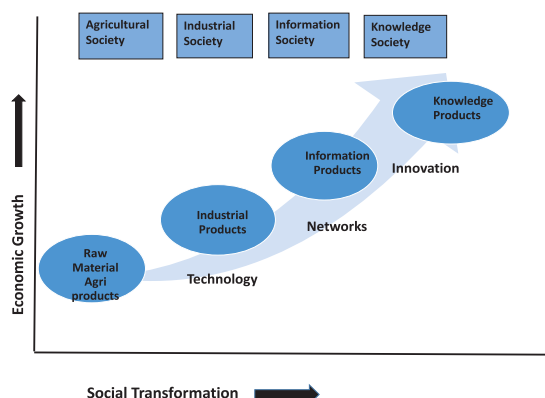 Agricultural
Society
Industrial
Society
Information
Society
Knowledge
Society
Knowledge
Products
Information
Products
Innovation
Industrial
Products
Networks
Raw
Material
Agri
products
Technology
Economic Growth
Social Transformation